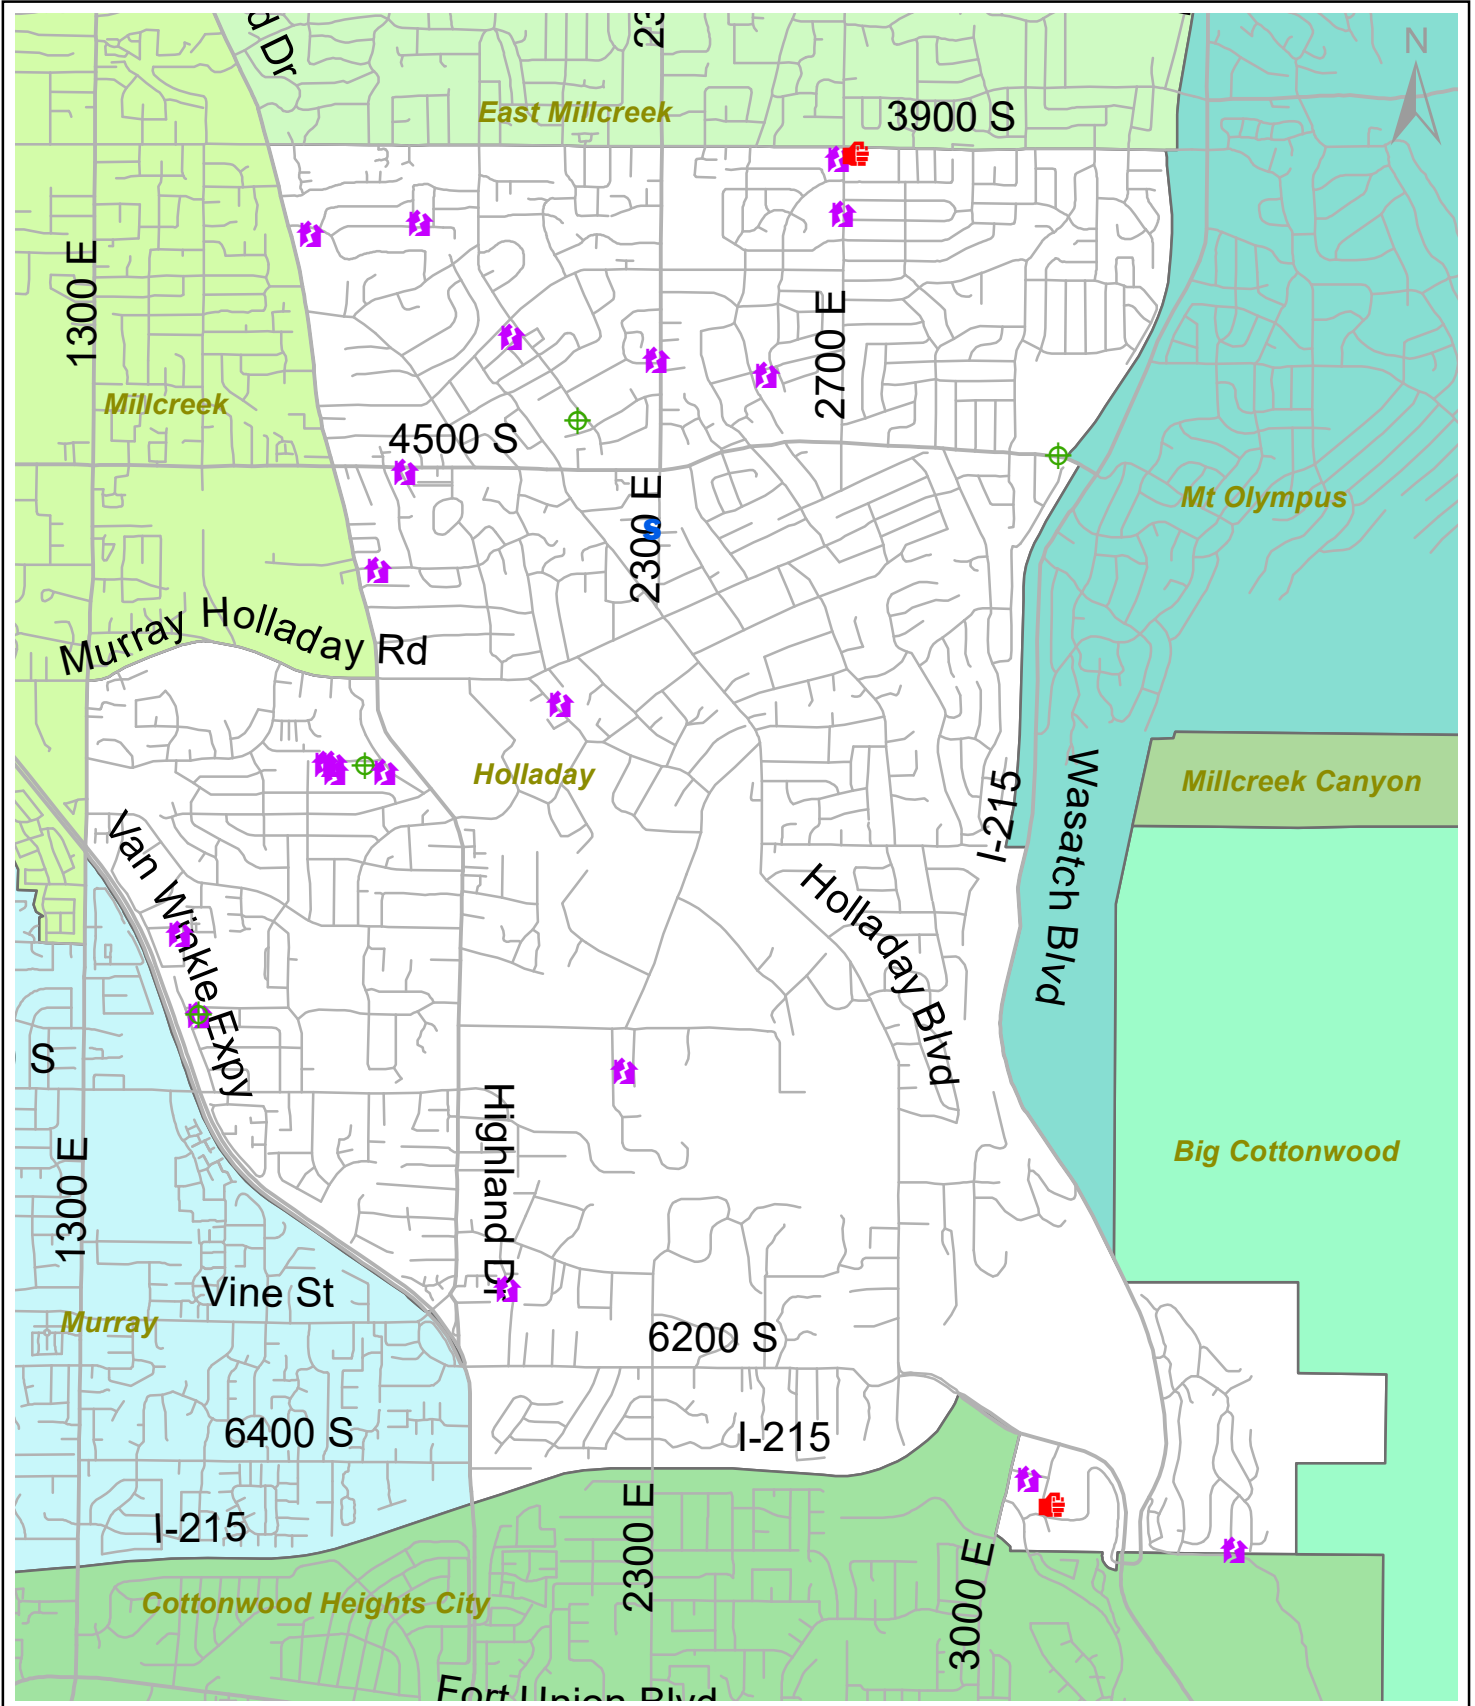 23
d Dr
N
East Millcreek
3900 S
1300 E
2700 E
Millcreek
4500 S
Mt Olympus
2300 E
S
Murray Holladay Rd
Holladay
I-215
Wasatch Blvd
Millcreek Canyon
Van Winkle Expy
Holladay Blvd
S
Highland Dr
1300 E
Big Cottonwood
Vine St
Murray
6200 S
6400 S
I-215
I-215
2300 E
3000 E
Cottonwood Heights City
Fort Union Blvd